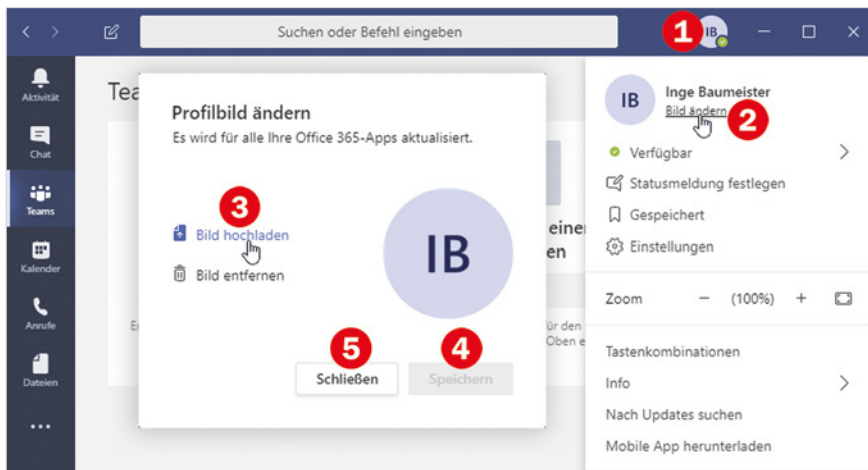 Suchen oder Befehl eingeben
1
IB
Aktivität
Chat
Teams
Kalender
Anrufe
Dateien
Tea
Profilbild ändern
Es wird für alle Ihre Office 365-Apps aktualisiert.
3
Bild hochladen
Bild entfernen
IB
5
4
Schließen
Speichern
einer
en
für den
Oben e
IB
Inge Baumeister
Bild ändern
2
Verfügbar
Statusmeldung festlegen
Gespeichert
Einstellungen
Zoom − (100%) +
Tastenkombinationen
Info
Nach Updates suchen
Mobile App herunterladen